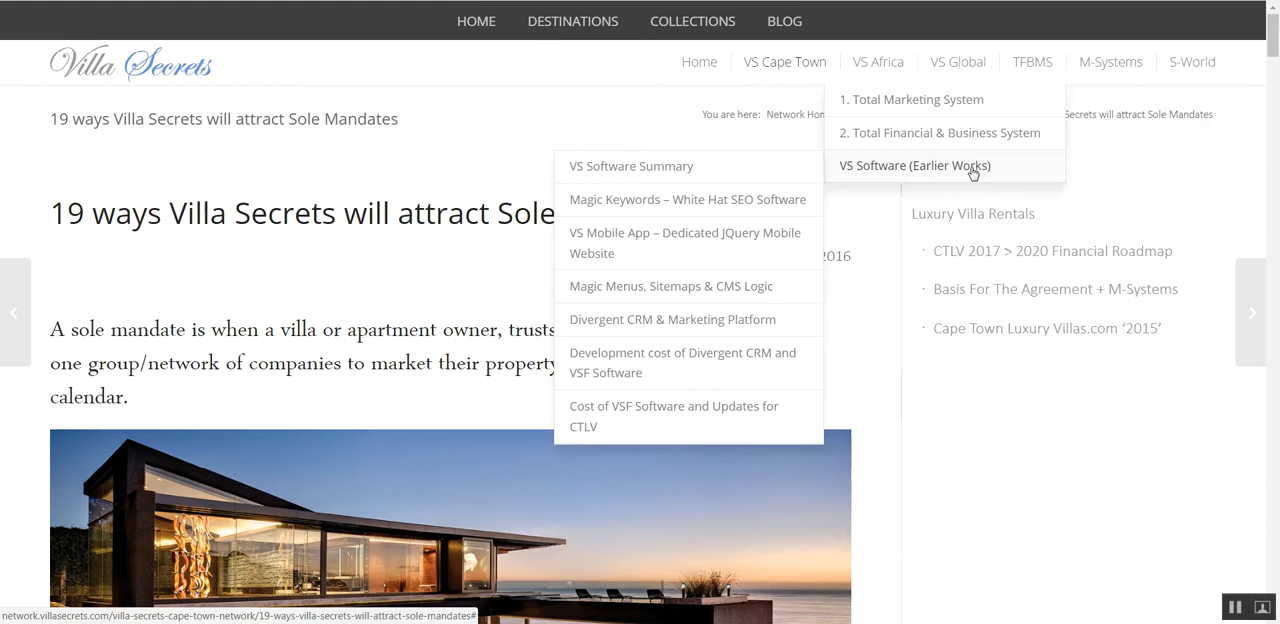 HOME DESTINATIONS COLLECTIONS BLOG
Villa Secrets
Home VS Cape Town VS Africa VS Global TFBMS M-Systems S-World
19 ways Villa Secrets will attract Sole Mandates
You are here: Network Hom
Secrets will attract Sole Mandates
1. Total Marketing System
2. Total Financial & Business System
VS Software (Earlier Works)
VS Software Summary
Magic Keywords – White Hat SEO Software
VS Mobile App – Dedicated JQuery Mobile
Website
Magic Menus, Sitemaps & CMS Logic
Divergent CRM & Marketing Platform
Development cost of Divergent CRM and
VSF Software
Cost of VSF Software and Updates for
CTLV
19 ways Villa Secrets will attract Sole
2016
A sole mandate is when a villa or apartment owner, trusts
one group/network of companies to market their property
calendar.
Luxury Villa Rentals
· CTLV 2017 > 2020 Financial Roadmap
· Basis For The Agreement + M-Systems
· Cape Town Luxury Villas.com ‘2015’
network.villasecrets.com/villa-secrets-cape-town-network/19-ways-villa-secrets-will-attract-sole-mandates#